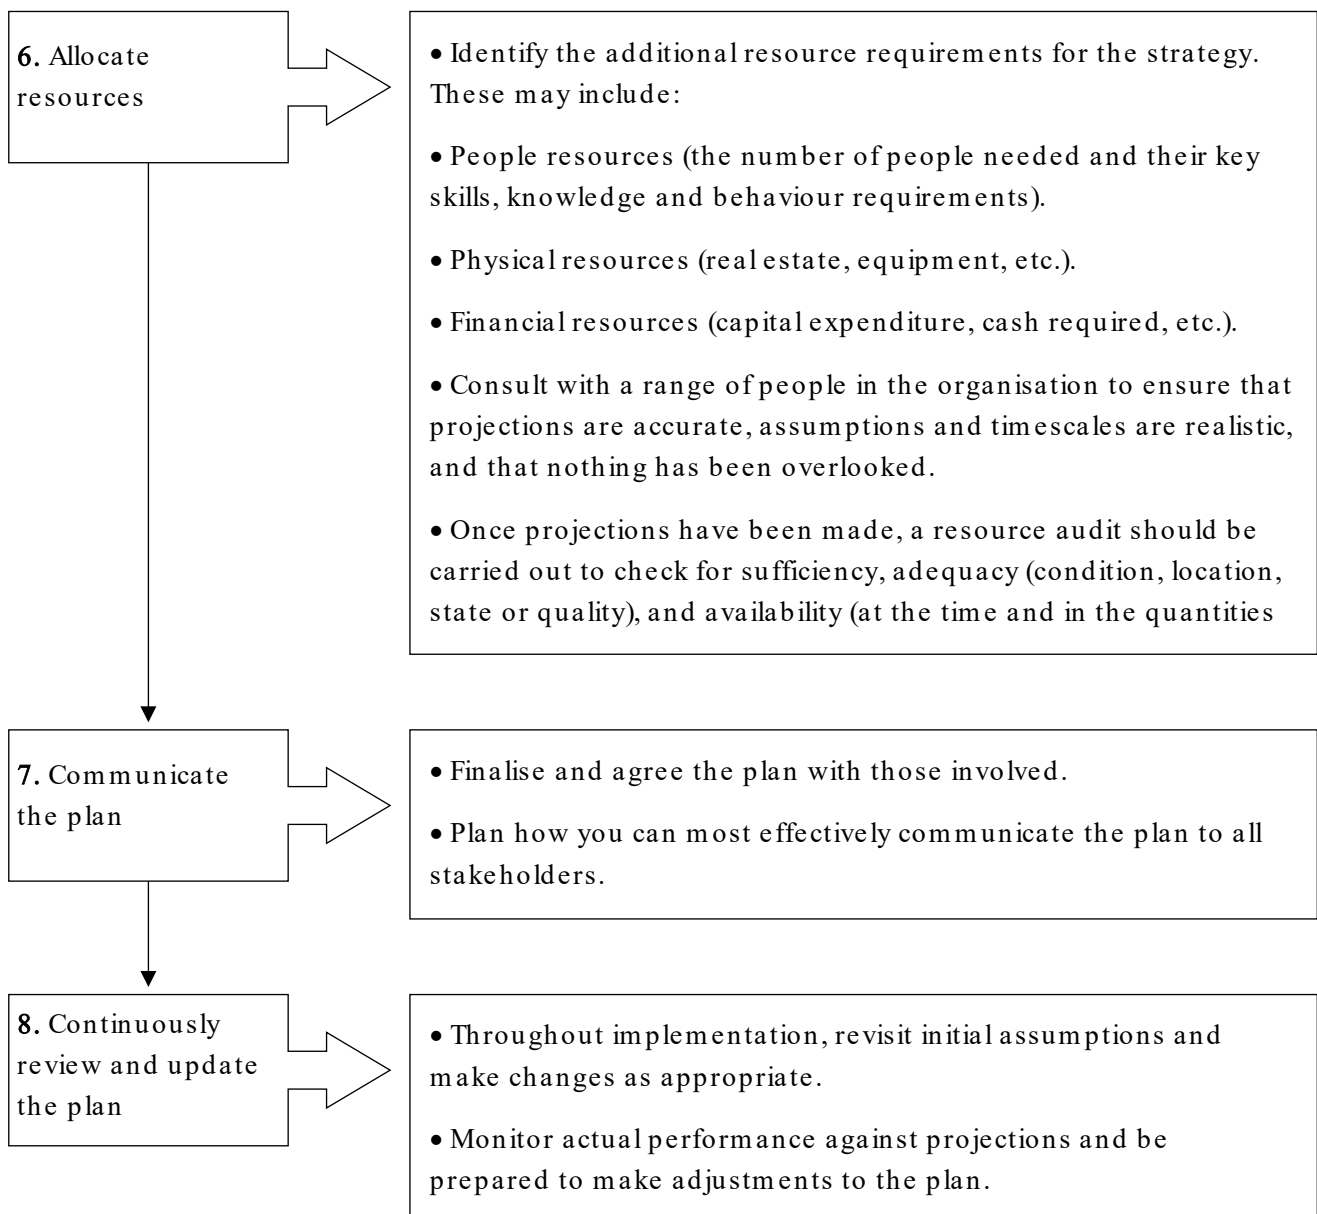 6. Allocate
resources
• Identify the additional resource requirements for the strategy.
These may include:
• People resources (the number of people needed and their key
skills, knowledge and behaviour requirements).
• Physical resources (real estate, equipment, etc.).
• Financial resources (capital expenditure, cash required, etc.).
• Consult with a range of people in the organisation to ensure that
projections are accurate, assumptions and timescales are realistic,
and that nothing has been overlooked.
• Once projections have been made, a resource audit should be
carried out to check for sufficiency, adequacy (condition, location,
state or quality), and availability (at the time and in the quantities
7. Communicate
the plan
• Finalise and agree the plan with those involved.
• Plan how you can most effectively communicate the plan to all
stakeholders.
8. Continuously
review and update
the plan
• Throughout implementation, revisit initial assumptions and
make changes as appropriate.
• Monitor actual performance against projections and be
prepared to make adjustments to the plan.